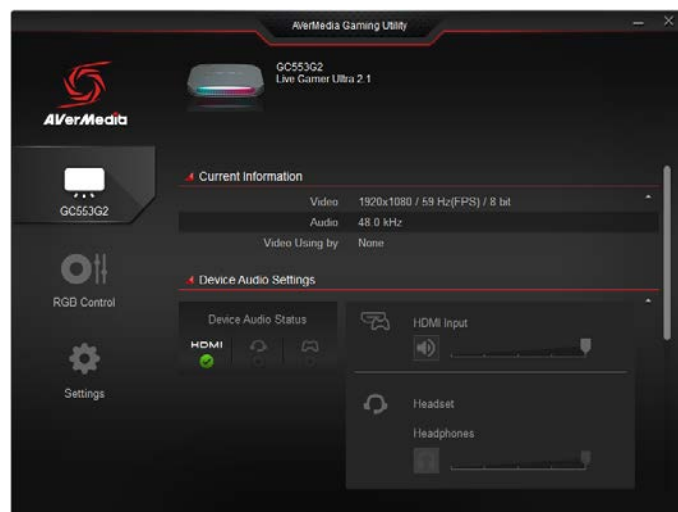 AVerMedia Gaming Utility
GC553G2
Live Gamer Ultra 2.1
AVerMedia
Current Information
GC553G2
Video 1920x1080 / 59 Hz(FPS) / 8 bit
Audio 48.0 kHz
Video Using by None
Device Audio Settings
RGB Control
Device Audio Status
HDMI Input
HDMI
Settings
Headset
Headphones